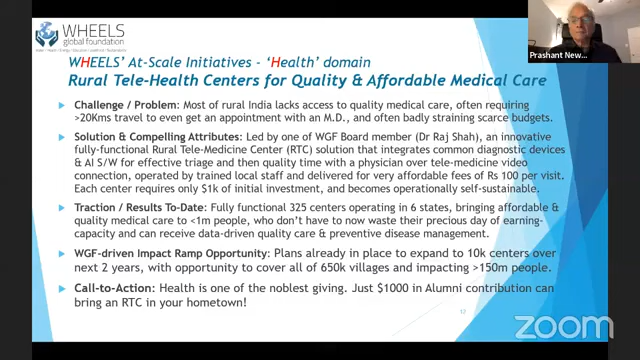 WHEELS
global foundation
Prashant New...
WHEELS' At-Scale Initiatives - 'Health' domain
Rural Tele-Health Centers for Quality & Affordable Medical Care
Challenge / Problem: Most of rural India lacks access to quality medical care, often requiring
>20Kms travel to even get an appointment with an M.D., and often badly straining scarce budgets.
Solution & Compelling Attributes: Led by one of WGF Board member (Dr Raj Shah), an innovative
fully-functional Rural Tele-Medicine Center (RTC) solution that integrates common diagnostic devices
& AI S/W for effective triage and then quality time with a physician over tele-medicine video
connection, operated by trained local staff and delivered for very affordable fees of Rs 100 per visit.
Each center requires only $1k of initial investment, and becomes operationally self-sustainable.
Traction / Results To-Date: Fully functional 325 centers operating in 6 states, bringing affordable
& quality medical care to <1m people, who don't have to now waste their precious day of earning-
capacity and can receive data-driven quality care & preventive disease management.
WGF-driven Impact Ramp Opportunity: Plans already in place to expand to 10k centers over
next 2 years, with opportunity to cover all of 650k villages and impacting >150m people.
Call-to-Action: Health is one of the noblest giving. Just $1000 in Alumni contribution can
bring an RTC in your hometown!
12
zoom